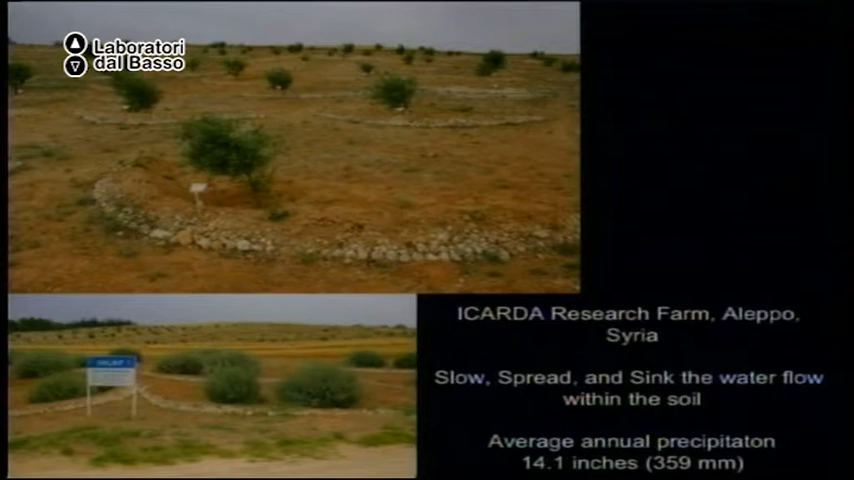 Laboratori
dal Basso
ICARDA Research Farm, Aleppo,
Syria
Slow, Spread, and Sink the water flow
within the soil
Average annual precipitaton
14.1 inches (359 mm)